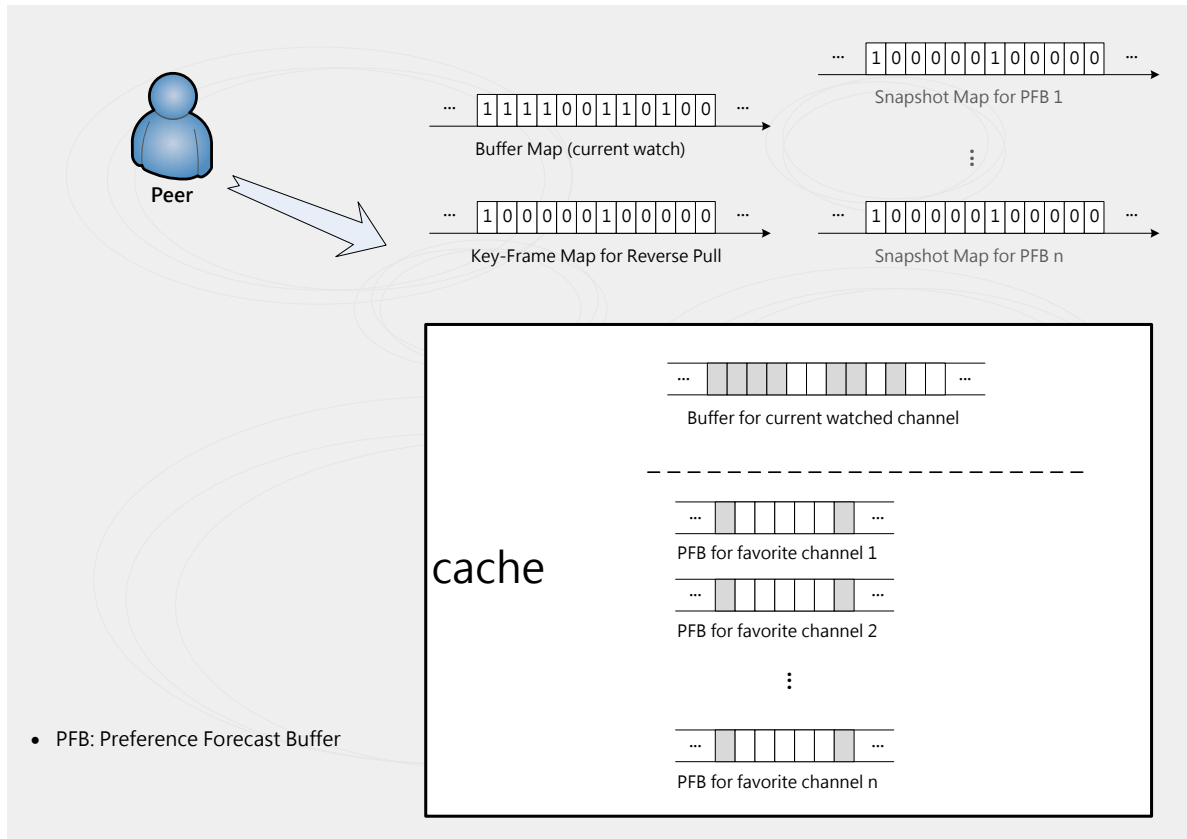 Peer
... 1 1 1 1 0 0 1 1 0 1 0 0 ...
Buffer Map (current watch)
... 1 0 0 0 0 0 1 0 0 0 0 0 ...
Key-Frame Map for Reverse Pull
... 1 0 0 0 0 0 1 0 0 0 0 0 ...
Snapshot Map for PFB 1
⋮
... 1 0 0 0 0 0 1 0 0 0 0 0 ...
Snapshot Map for PFB n
cache
... ...
Buffer for current watched channel
... ...
PFB for favorite channel 1
... ...
PFB for favorite channel 2
⋮
... ...
PFB for favorite channel n
• PFB: Preference Forecast Buffer